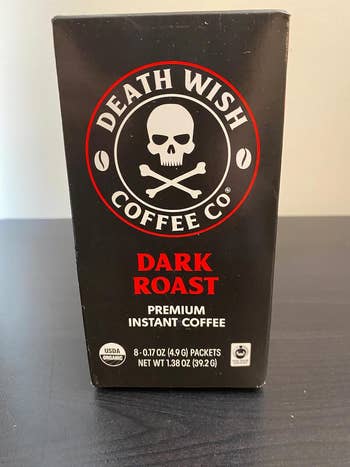 DEATH WISH
COFFEE CO®
DARK
ROAST
PREMIUM
INSTANT COFFEE
USDA
ORGANIC
8 - 0.17 OZ (4.9 G) PACKETS
NET WT 1.38 OZ (39.2 G)